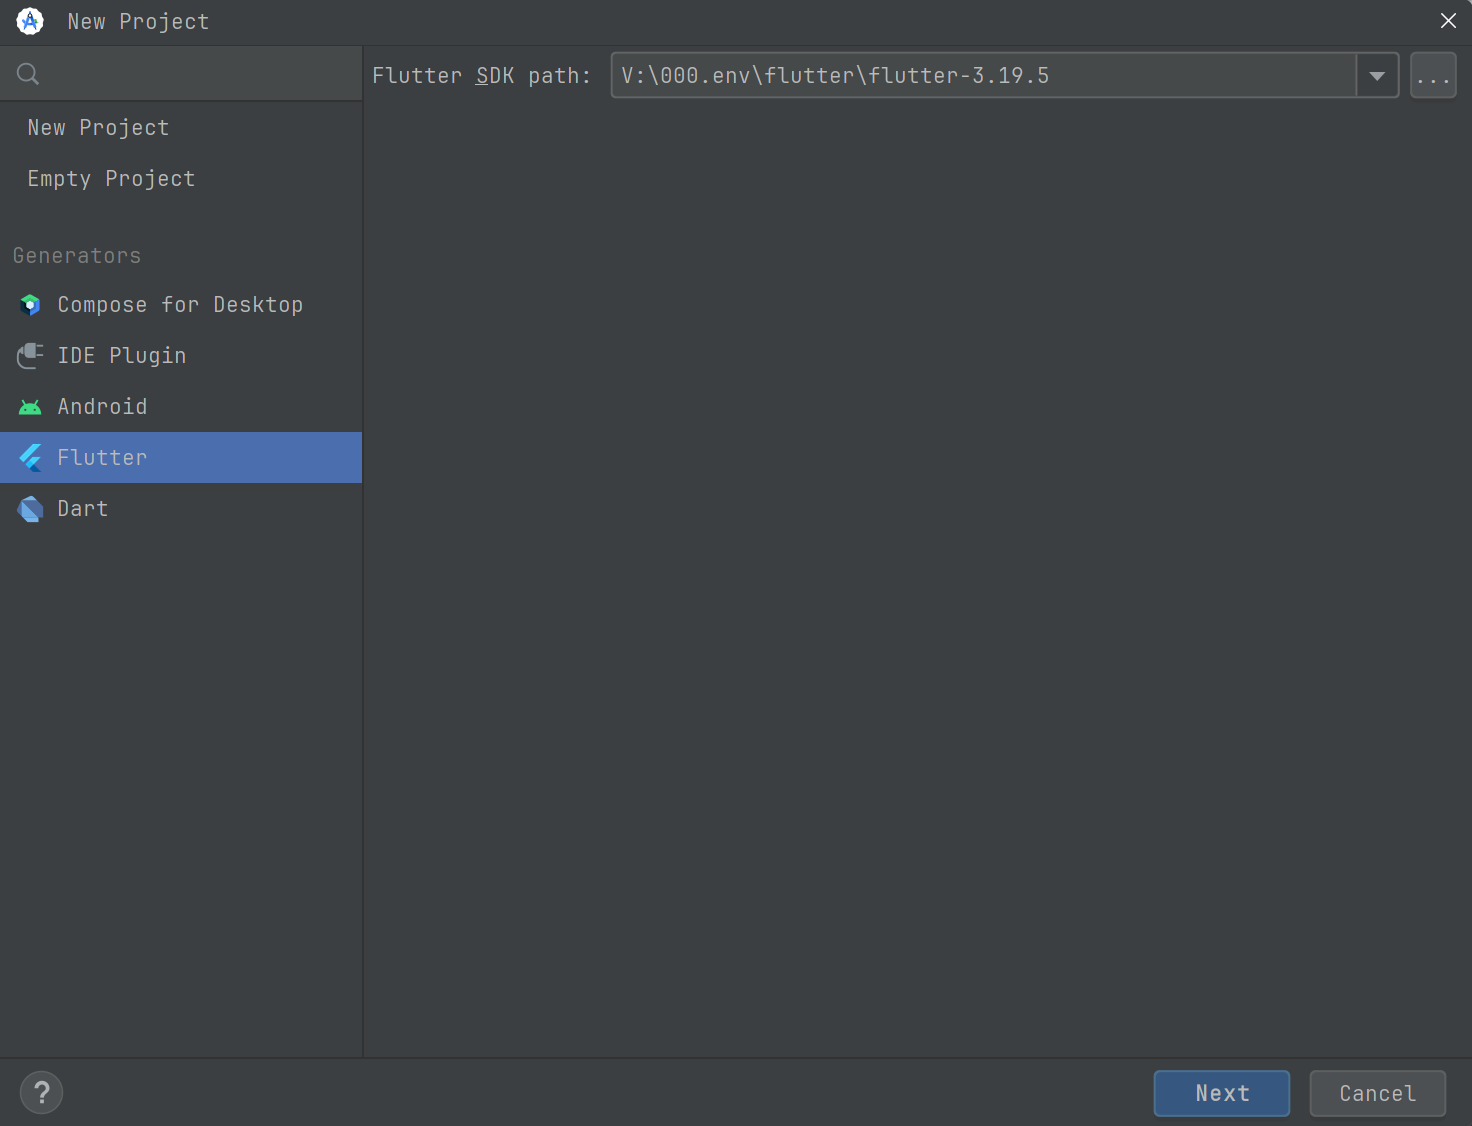 New Project
Flutter SDK path: V:\000.env\flutter\flutter-3.19.5 ...
New Project
Empty Project
Generators
Compose for Desktop
IDE Plugin
Android
Flutter
Dart
? Next Cancel